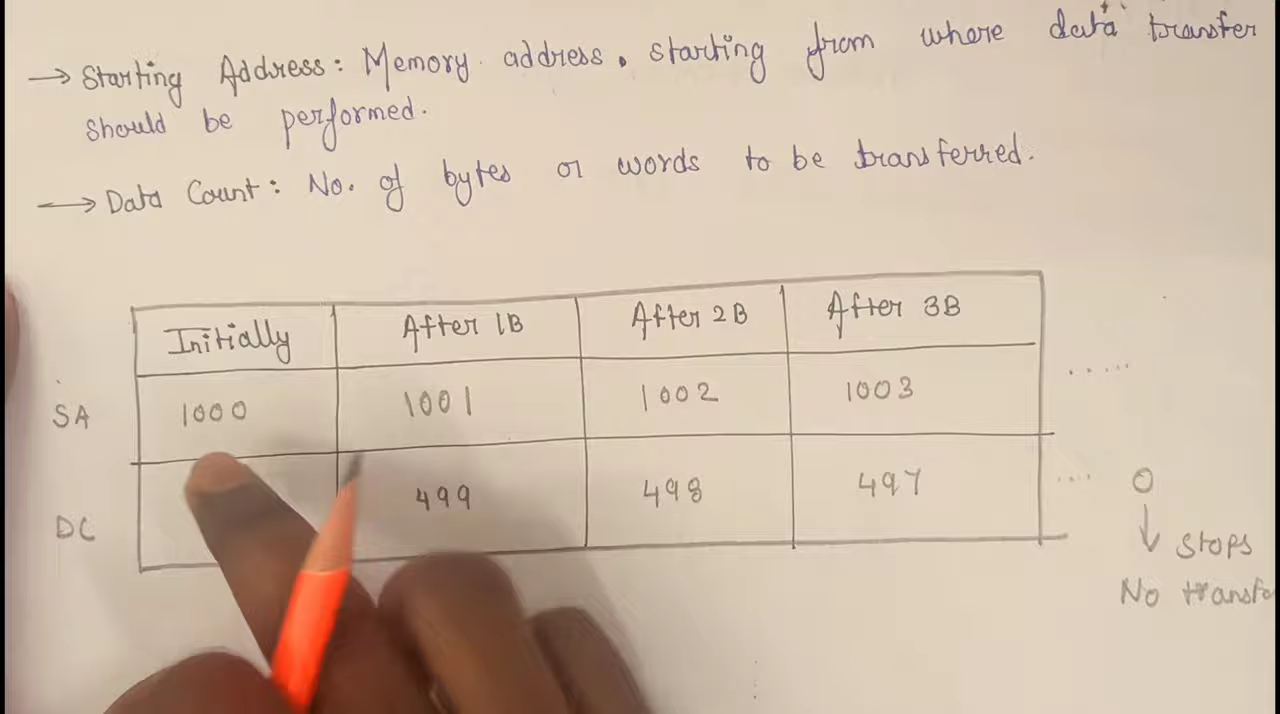 → Starting Address: Memory address, starting from where data transfer
should be performed.
→ Data Count: No. of bytes or words to be transferred.
Initially After 1B After 2B After 3B
SA 1000 1001 1002 1003 ......
DC 499 498 497 ... 0
↓ Stops
No